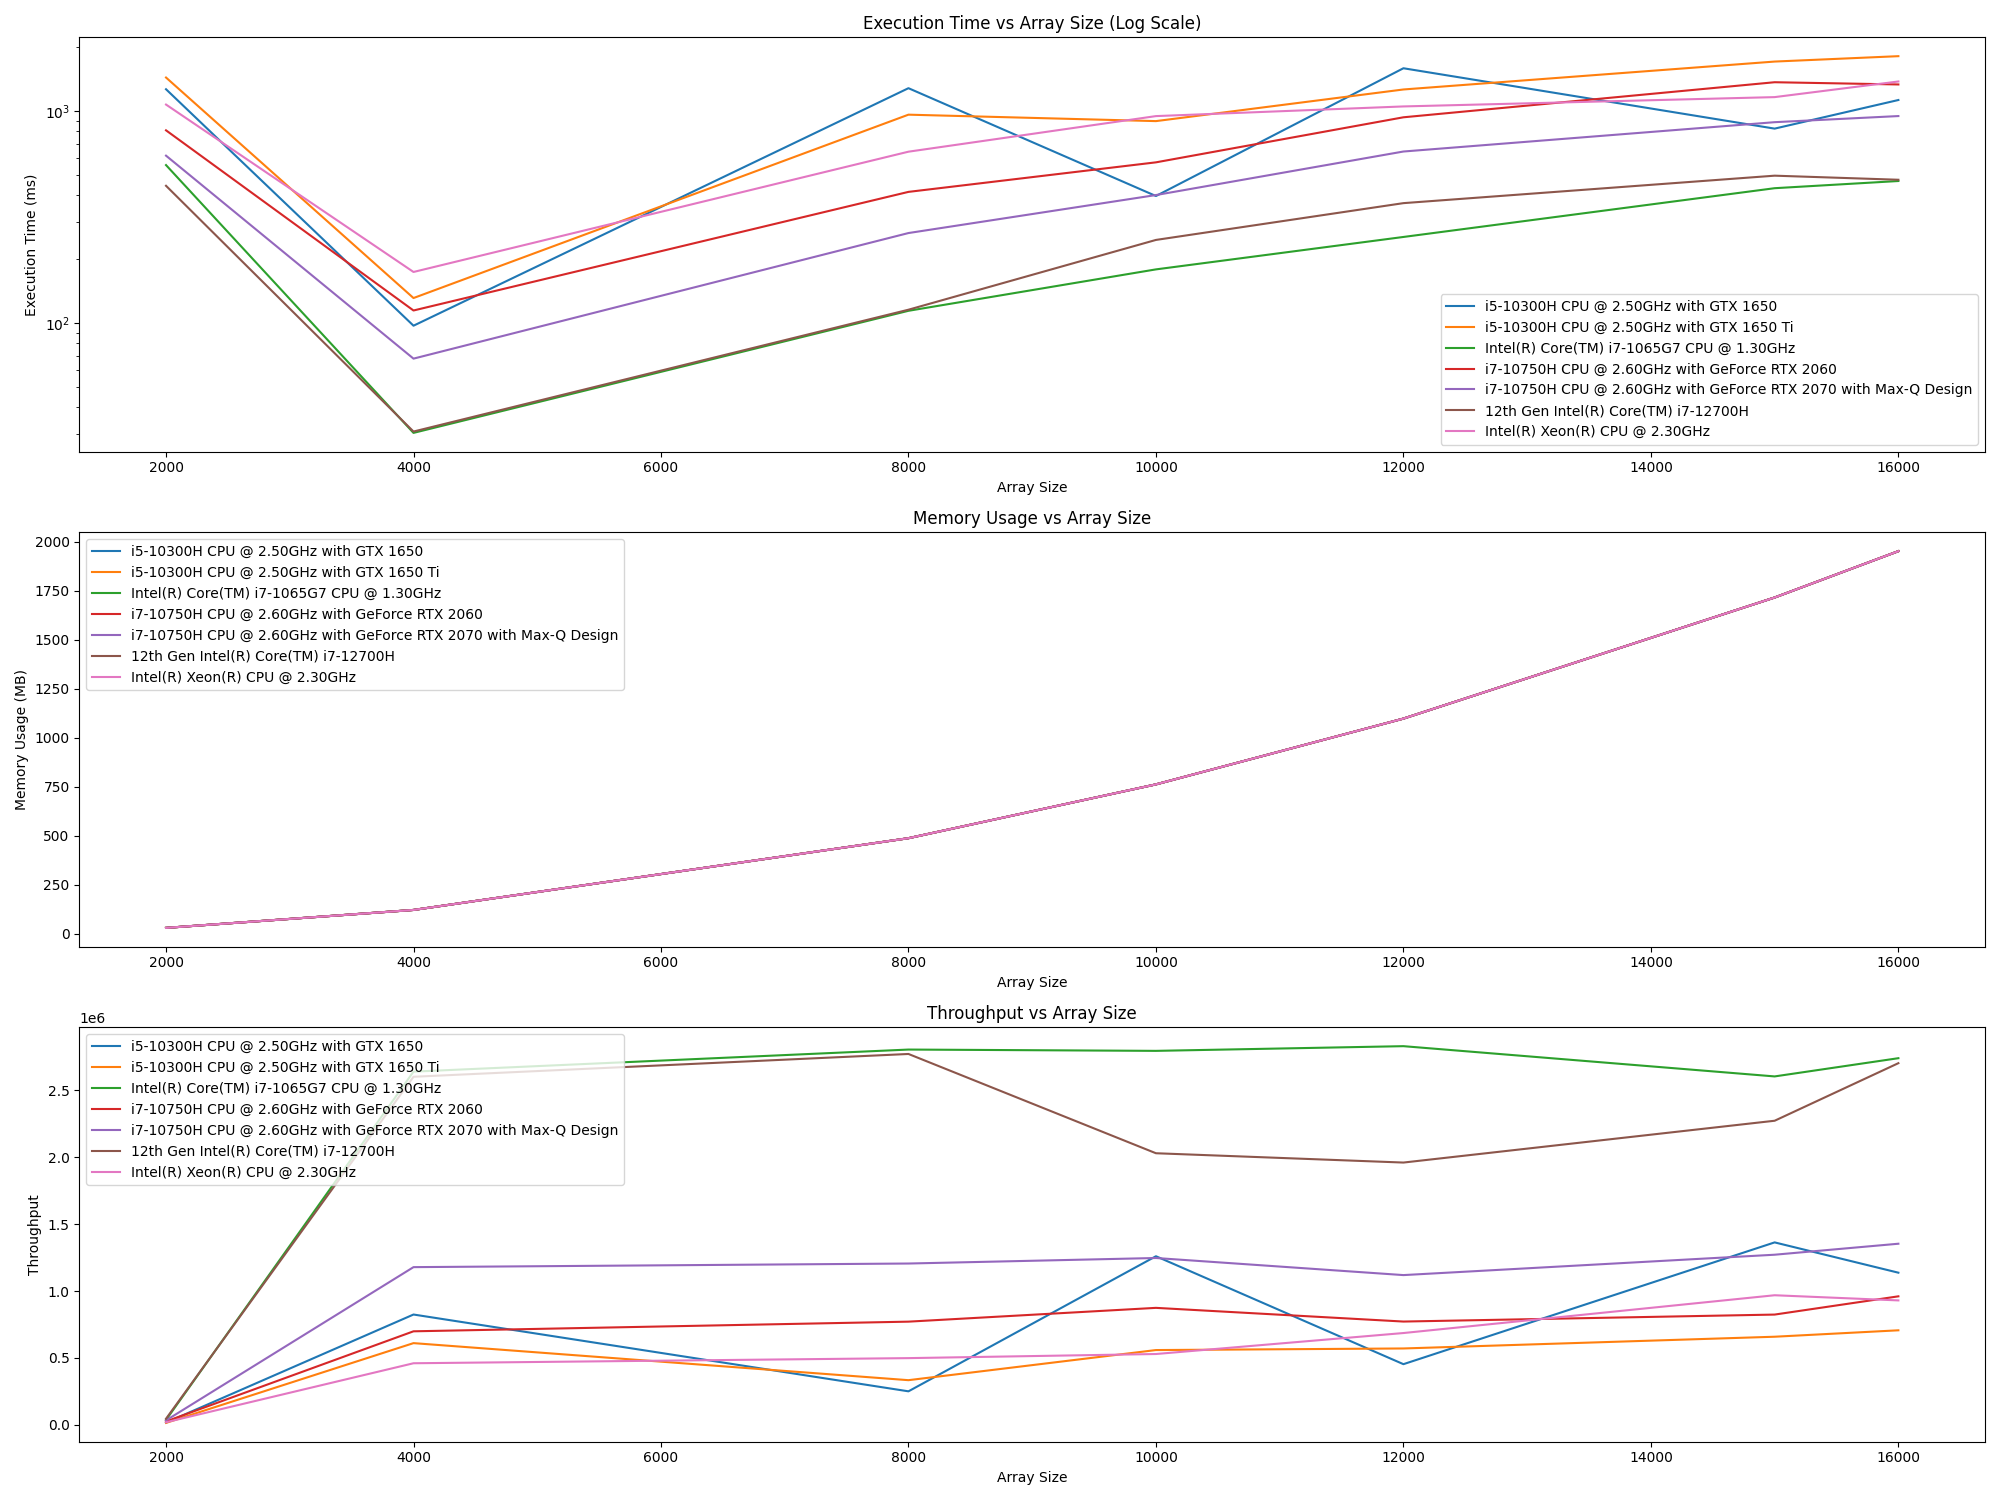 Execution Time vs Array Size (Log Scale)
Execution Time (ms)
10³
10²
i5-10300H CPU @ 2.50GHz with GTX 1650
i5-10300H CPU @ 2.50GHz with GTX 1650 Ti
Intel(R) Core(TM) i7-1065G7 CPU @ 1.30GHz
i7-10750H CPU @ 2.60GHz with GeForce RTX 2060
i7-10750H CPU @ 2.60GHz with GeForce RTX 2070 with Max-Q Design
12th Gen Intel(R) Core(TM) i7-12700H
Intel(R) Xeon(R) CPU @ 2.30GHz
2000 4000 6000 8000 10000 12000 14000 16000
Array Size
Memory Usage vs Array Size
Memory Usage (MB)
2000
1750
1500
1250
1000
750
500
250
0
i5-10300H CPU @ 2.50GHz with GTX 1650
i5-10300H CPU @ 2.50GHz with GTX 1650 Ti
Intel(R) Core(TM) i7-1065G7 CPU @ 1.30GHz
i7-10750H CPU @ 2.60GHz with GeForce RTX 2060
i7-10750H CPU @ 2.60GHz with GeForce RTX 2070 with Max-Q Design
12th Gen Intel(R) Core(TM) i7-12700H
Intel(R) Xeon(R) CPU @ 2.30GHz
2000 4000 6000 8000 10000 12000 14000 16000
Array Size
Throughput vs Array Size
1e6
Throughput
2.5
2.0
1.5
1.0
0.5
0.0
i5-10300H CPU @ 2.50GHz with GTX 1650
i5-10300H CPU @ 2.50GHz with GTX 1650 Ti
Intel(R) Core(TM) i7-1065G7 CPU @ 1.30GHz
i7-10750H CPU @ 2.60GHz with GeForce RTX 2060
i7-10750H CPU @ 2.60GHz with GeForce RTX 2070 with Max-Q Design
12th Gen Intel(R) Core(TM) i7-12700H
Intel(R) Xeon(R) CPU @ 2.30GHz
2000 4000 6000 8000 10000 12000 14000 16000
Array Size